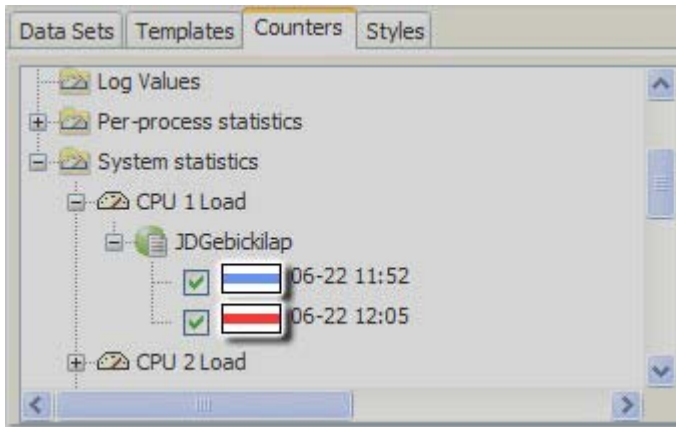 Data Sets Templates Counters Styles
Log Values
Per-process statistics
System statistics
CPU 1 Load
JDGebickilap
06-22 11:52
06-22 12:05
CPU 2 Load